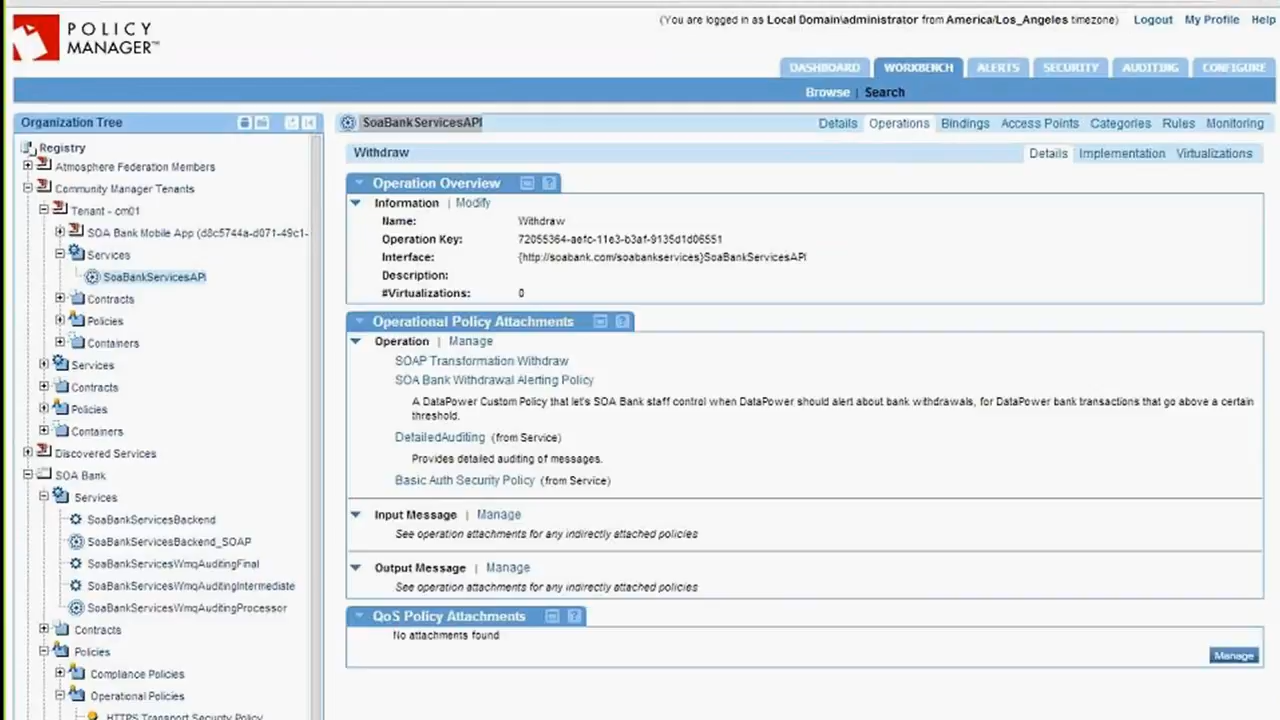 POLICY
MANAGER™
(You are logged in as Local Domain\administrator from America/Los_Angeles timezone) Logout My Profile Help
DASHBOARD WORKBENCH ALERTS SECURITY AUDITING CONFIGURE
Browse | Search
Organization Tree
Registry
Atmosphere Federation Members
Community Manager Tenants
Tenant - cm01
SOA Bank Mobile App (d8c5744a-d071-49c1-
Services
SoaBankServicesAPI
Contracts
Policies
Containers
Services
Contracts
Policies
Containers
Discovered Services
SOA Bank
Services
SoaBankServicesBackend
SoaBankServicesBackend_SOAP
SoaBankServicesWmqAuditingFinal
SoaBankServicesWmqAuditingIntermediate
SoaBankServicesWmqAuditingProcessor
Contracts
Policies
Compliance Policies
Operational Policies
HTTPS Transport Security Policy
SoaBankServicesAPI Details Operations Bindings Access Points Categories Rules Monitoring
Withdraw Details Implementation Virtualizations
Operation Overview
Information | Modify
Name: Withdraw
Operation Key: 72055364-aefc-11e3-b3af-9135d1d06551
Interface: {http://soabank.com/soabankservices}SoaBankServicesAPI
Description:
#Virtualizations: 0
Operational Policy Attachments
Operation | Manage
SOAP Transformation Withdraw
SOA Bank Withdrawal Alerting Policy
A DataPower Custom Policy that let's SOA Bank staff control when DataPower should alert about bank withdrawals, for DataPower bank transactions that go above a certain
threshold.
DetailedAuditing (from Service)
Provides detailed auditing of messages.
Basic Auth Security Policy (from Service)
Input Message | Manage
See operation attachments for any indirectly attached policies
Output Message | Manage
See operation attachments for any indirectly attached policies
QoS Policy Attachments
No attachments found
Manage